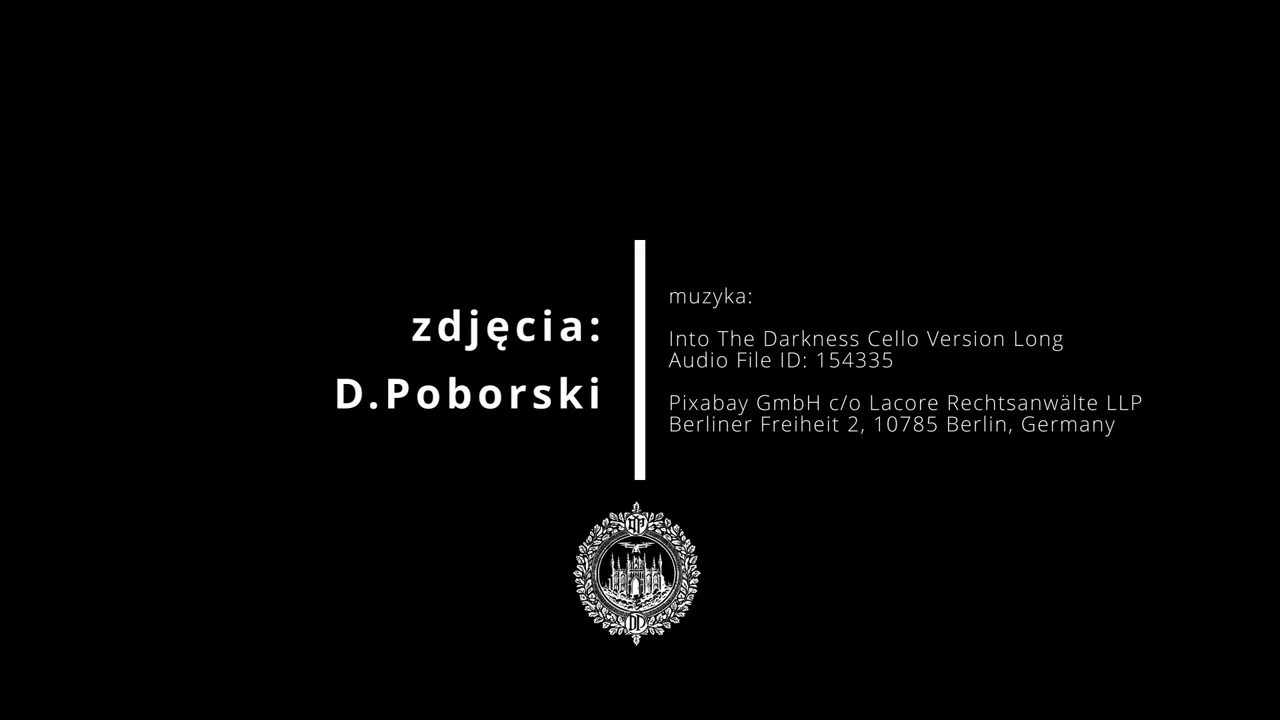 zdjęcia:
D.Poborski
muzyka:
Into The Darkness Cello Version Long
Audio File ID: 154335
Pixabay GmbH c/o Lacore Rechtsanwälte LLP
Berliner Freiheit 2, 10785 Berlin, Germany